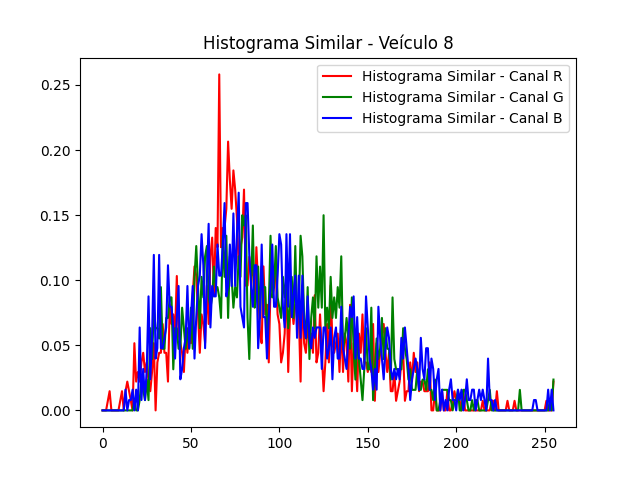 Histograma Similar - Veículo 8
Histograma Similar - Canal R
Histograma Similar - Canal G
Histograma Similar - Canal B
0.25
0.20
0.15
0.10
0.05
0.00
0 50 100 150 200 250